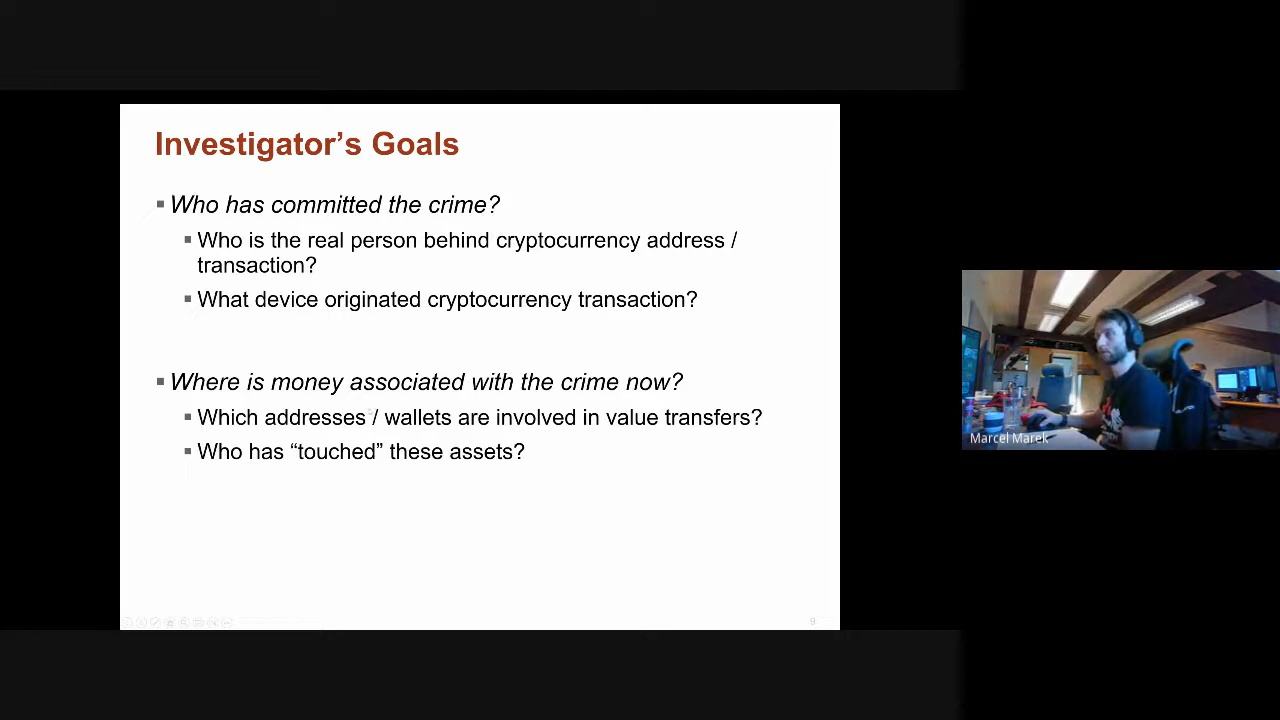 Investigator’s Goals
▪ Who has committed the crime?
▪ Who is the real person behind cryptocurrency address /
transaction?
▪ What device originated cryptocurrency transaction?
▪ Where is money associated with the crime now?
▪ Which addresses / wallets are involved in value transfers?
▪ Who has “touched” these assets?
9
Marcel Marek